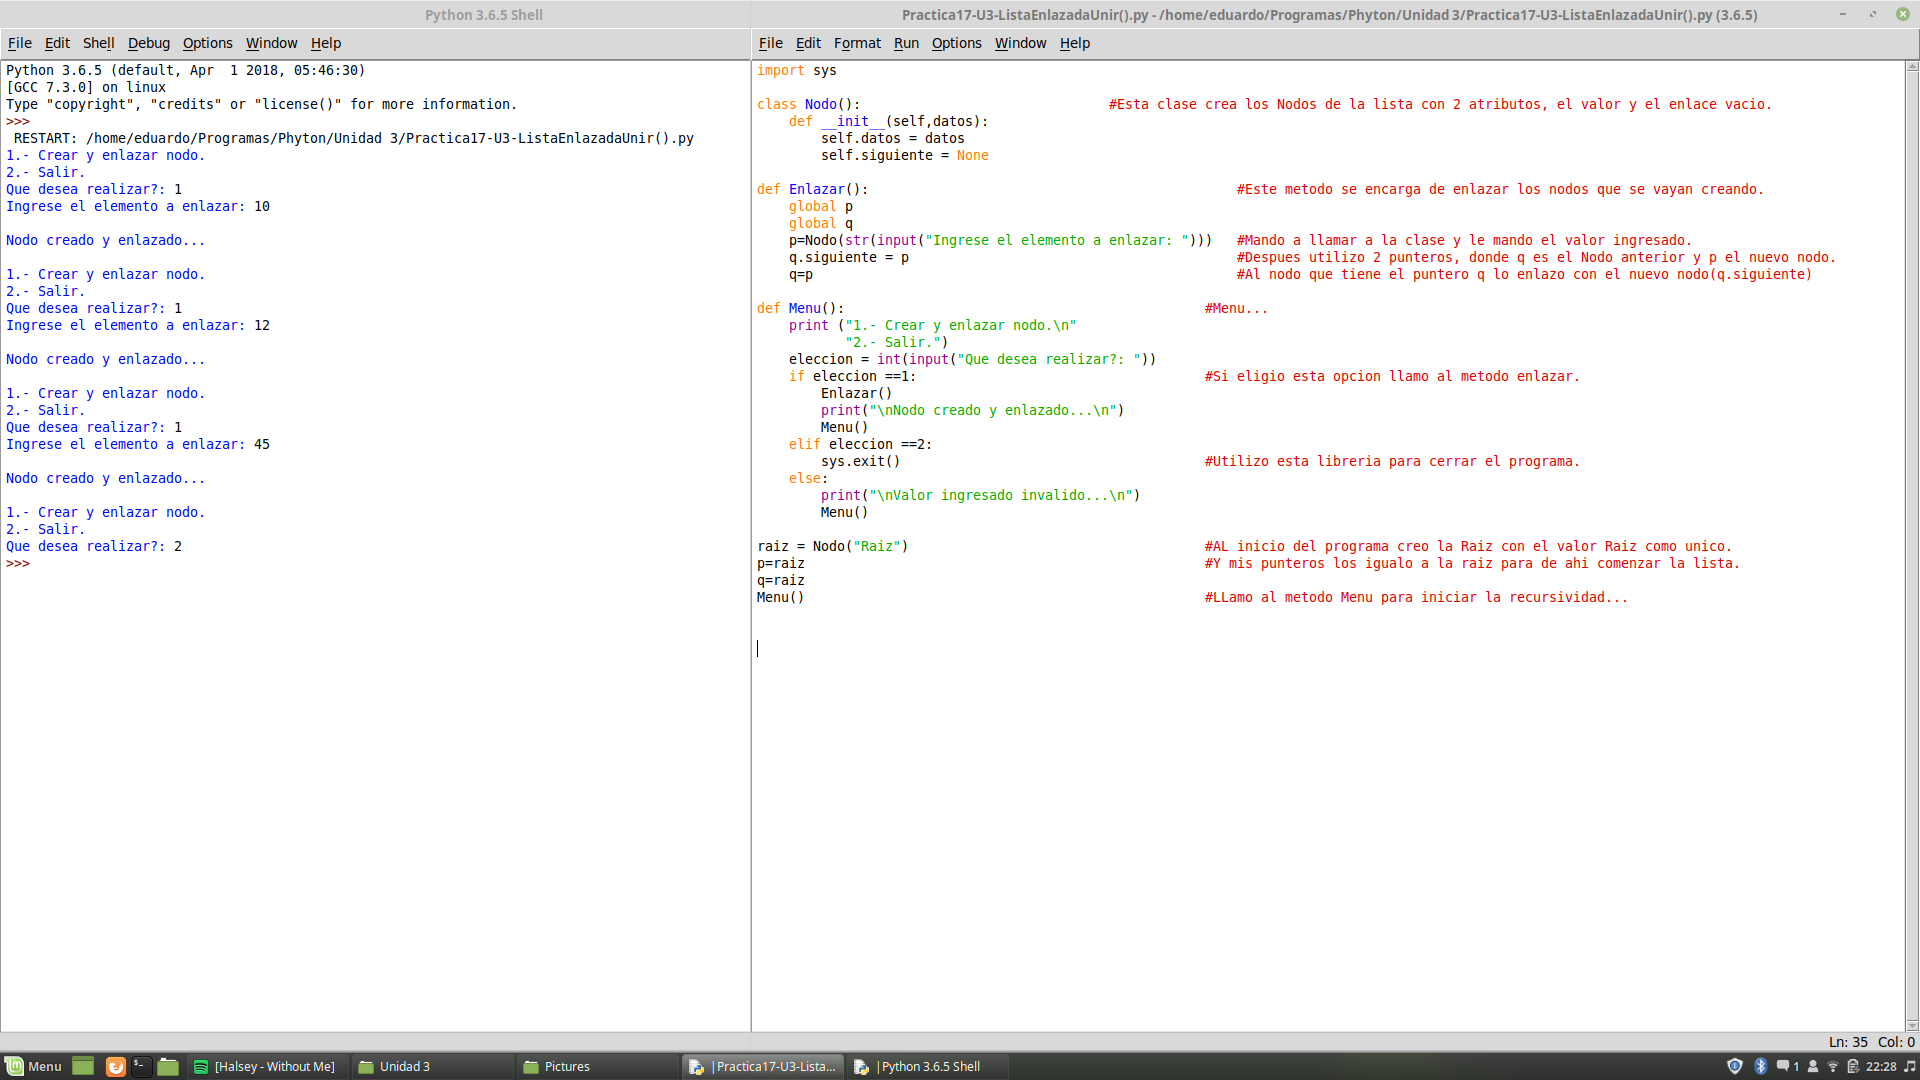 Python 3.6.5 Shell
File Edit Shell Debug Options Window Help
Python 3.6.5 (default, Apr  1 2018, 05:46:30)
[GCC 7.3.0] on linux
Type "copyright", "credits" or "license()" for more information.
>>>
 RESTART: /home/eduardo/Programas/Phyton/Unidad 3/Practica17-U3-ListaEnlazadaUnir().py
1.- Crear y enlazar nodo.
2.- Salir.
Que desea realizar?: 1
Ingrese el elemento a enlazar: 10
Nodo creado y enlazado...
1.- Crear y enlazar nodo.
2.- Salir.
Que desea realizar?: 1
Ingrese el elemento a enlazar: 12
Nodo creado y enlazado...
1.- Crear y enlazar nodo.
2.- Salir.
Que desea realizar?: 1
Ingrese el elemento a enlazar: 45
Nodo creado y enlazado...
1.- Crear y enlazar nodo.
2.- Salir.
Que desea realizar?: 2
>>>
Practica17-U3-ListaEnlazadaUnir().py - /home/eduardo/Programas/Phyton/Unidad 3/Practica17-U3-ListaEnlazadaUnir().py (3.6.5)
File Edit Format Run Options Window Help
import sys
class Nodo(): #Esta clase crea los Nodos de la lista con 2 atributos, el valor y el enlace vacio.
    def __init__(self,datos):
        self.datos = datos
        self.siguiente = None
def Enlazar(): #Este metodo se encarga de enlazar los nodos que se vayan creando.
    global p
    global q
    p=Nodo(str(input("Ingrese el elemento a enlazar: "))) #Mando a llamar a la clase y le mando el valor ingresado.
    q.siguiente = p #Despues utilizo 2 punteros, donde q es el Nodo anterior y p el nuevo nodo.
    q=p #Al nodo que tiene el puntero q lo enlazo con el nuevo nodo(q.siguiente)
def Menu(): #Menu...
    print ("1.- Crear y enlazar nodo.\n"
           "2.- Salir.")
    eleccion = int(input("Que desea realizar?: "))
    if eleccion ==1: #Si eligio esta opcion llamo al metodo enlazar.
        Enlazar()
        print("\nNodo creado y enlazado...\n")
        Menu()
    elif eleccion ==2:
        sys.exit() #Utilizo esta libreria para cerrar el programa.
    else:
        print("\nValor ingresado invalido...\n")
        Menu()
raiz = Nodo("Raiz") #AL inicio del programa creo la Raiz con el valor Raiz como unico.
p=raiz #Y mis punteros los igualo a la raiz para de ahi comenzar la lista.
q=raiz
Menu() #LLamo al metodo Menu para iniciar la recursividad...
Ln: 35 Col: 0
Menu [Halsey - Without Me] Unidad 3 Pictures |Practica17-U3-Lista... |Python 3.6.5 Shell 1 22:28